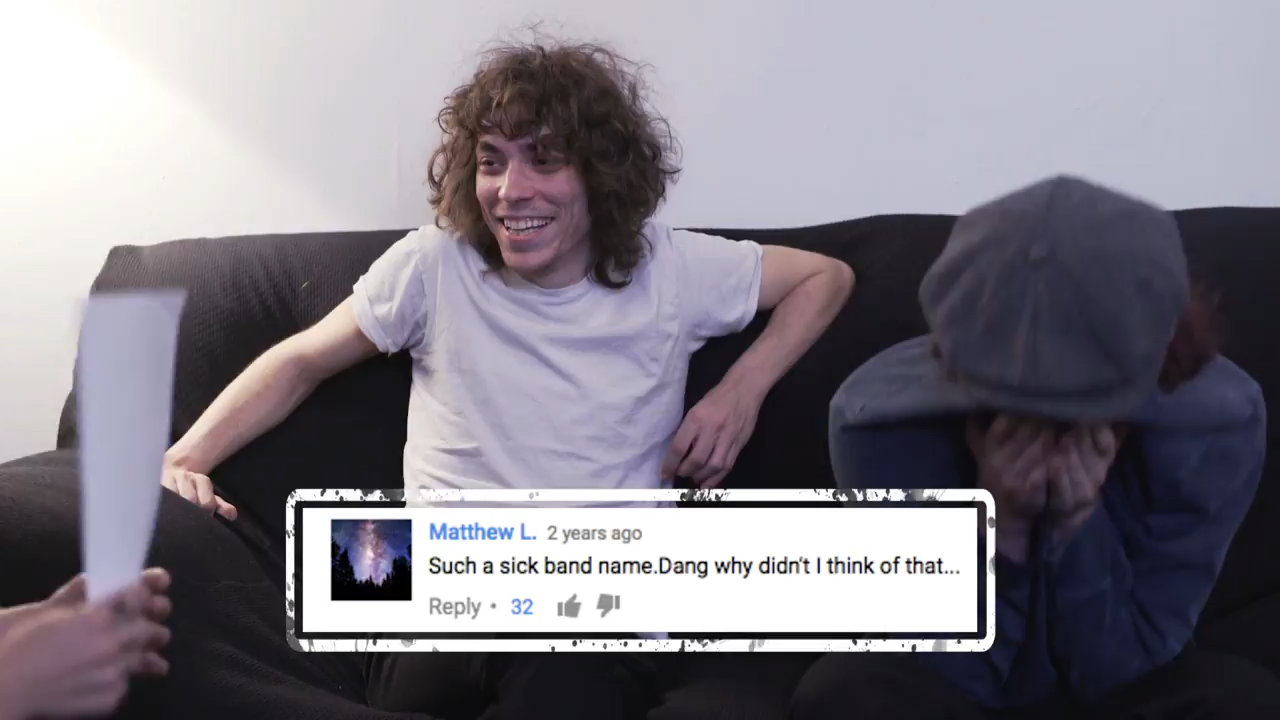 Matthew L. 2 years ago
Such a sick band name.Dang why didn't I think of that...
Reply • 32